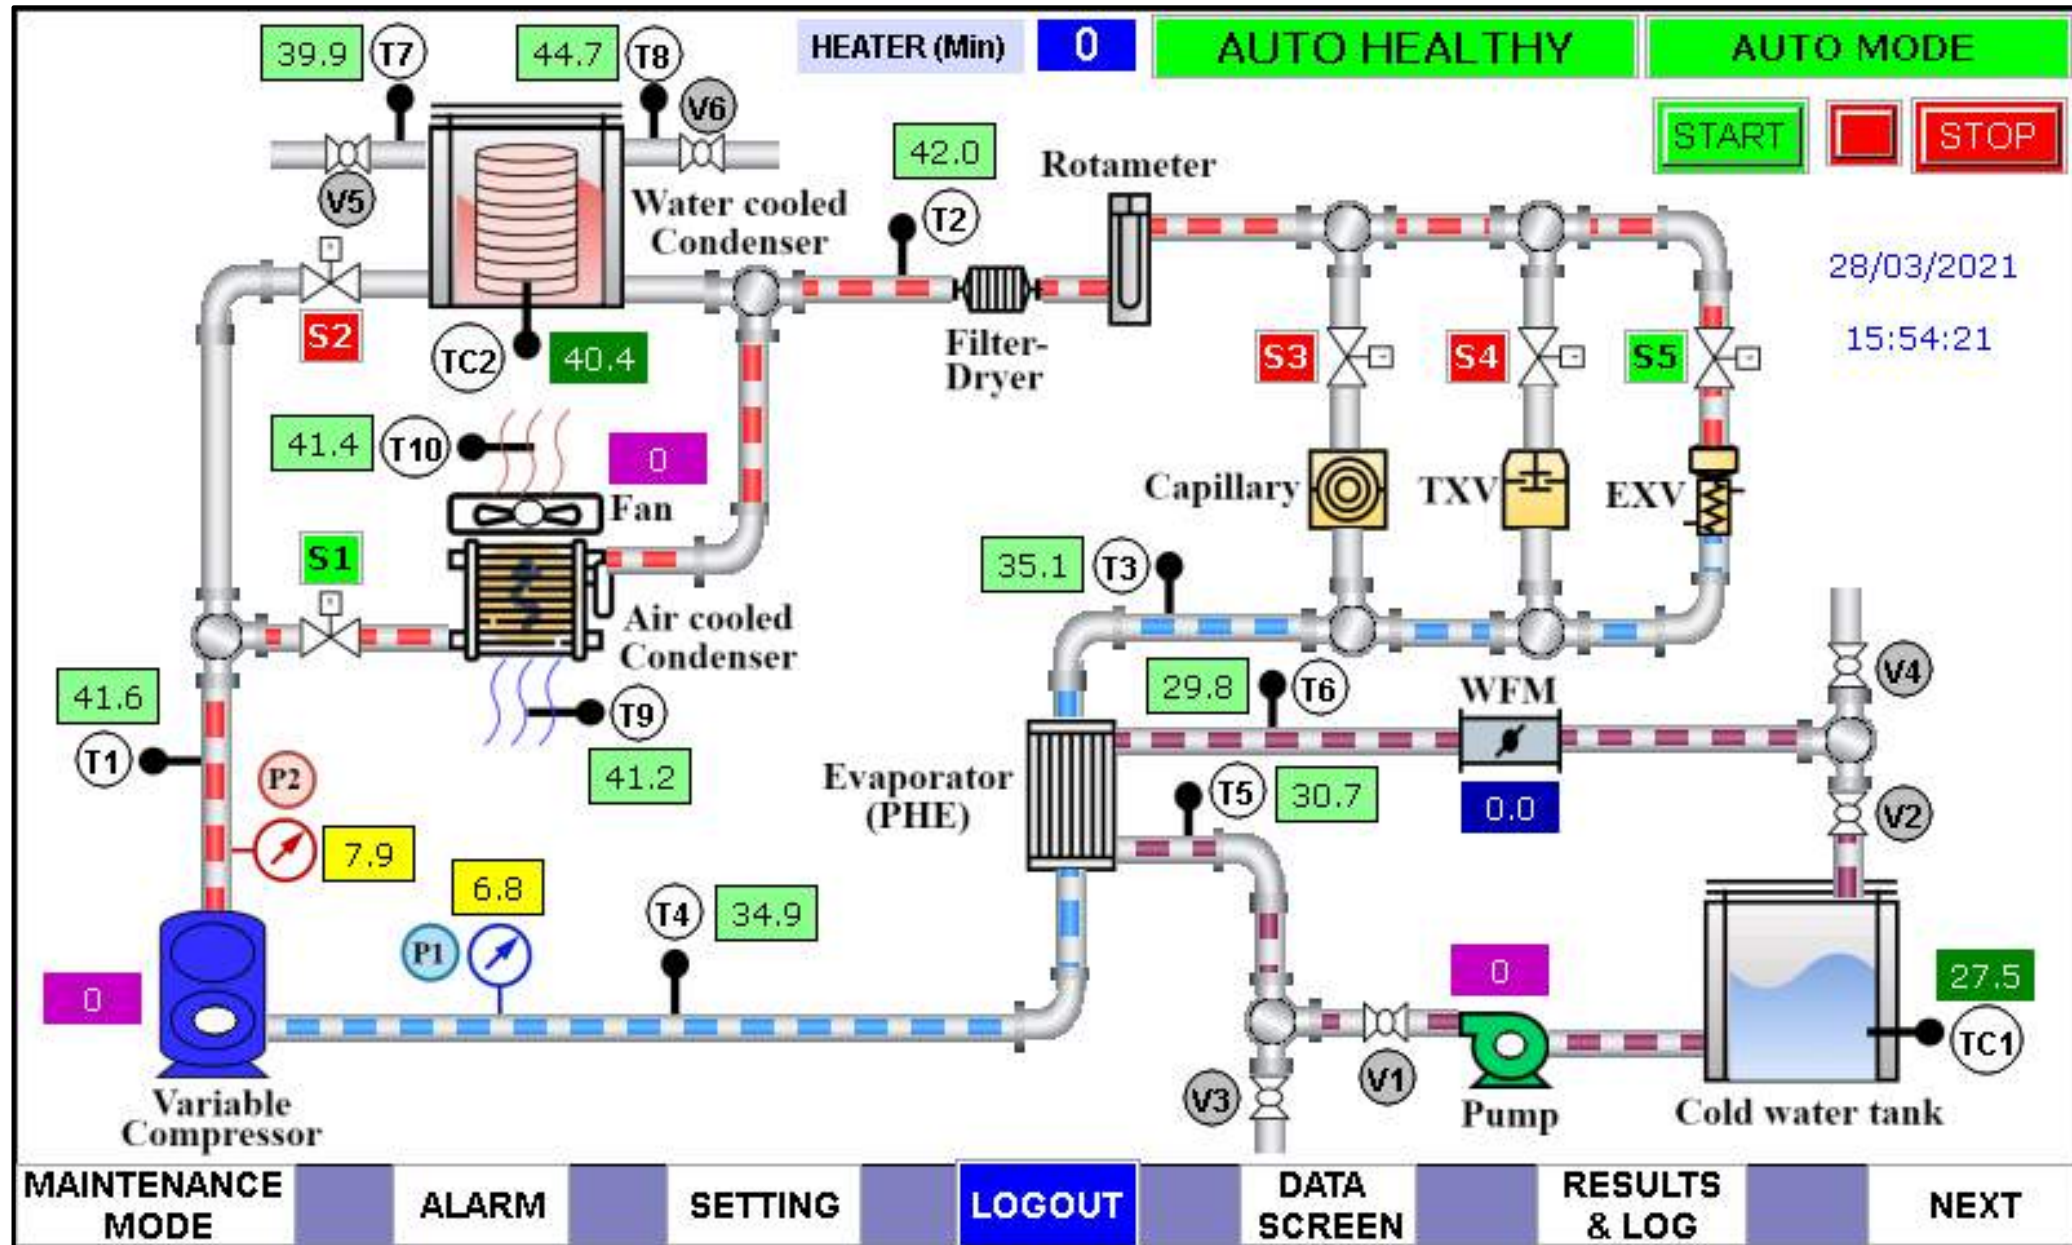 39.9
T7
44.7
T8
HEATER (Min)
0
AUTO HEALTHY
AUTO MODE
V6
START
STOP
V5
Water cooled
Condenser
42.0
T2
Rotameter
28/03/2021
15:54:21
S2
TC2
40.4
Filter-
Dryer
S3
S4
S5
41.4
T10
0
Fan
Capillary
TXV
EXV
S1
Air cooled
Condenser
35.1
T3
41.6
T1
T9
41.2
29.8
T6
WFM
V4
P2
7.9
Evaporator
(PHE)
T5
30.7
0.0
V2
6.8
P1
T4
34.9
0
0
27.5
TC1
V3
V1
Pump
Cold water tank
Variable
Compressor
MAINTENANCE
MODE
ALARM
SETTING
LOGOUT
DATA
SCREEN
RESULTS
& LOG
NEXT